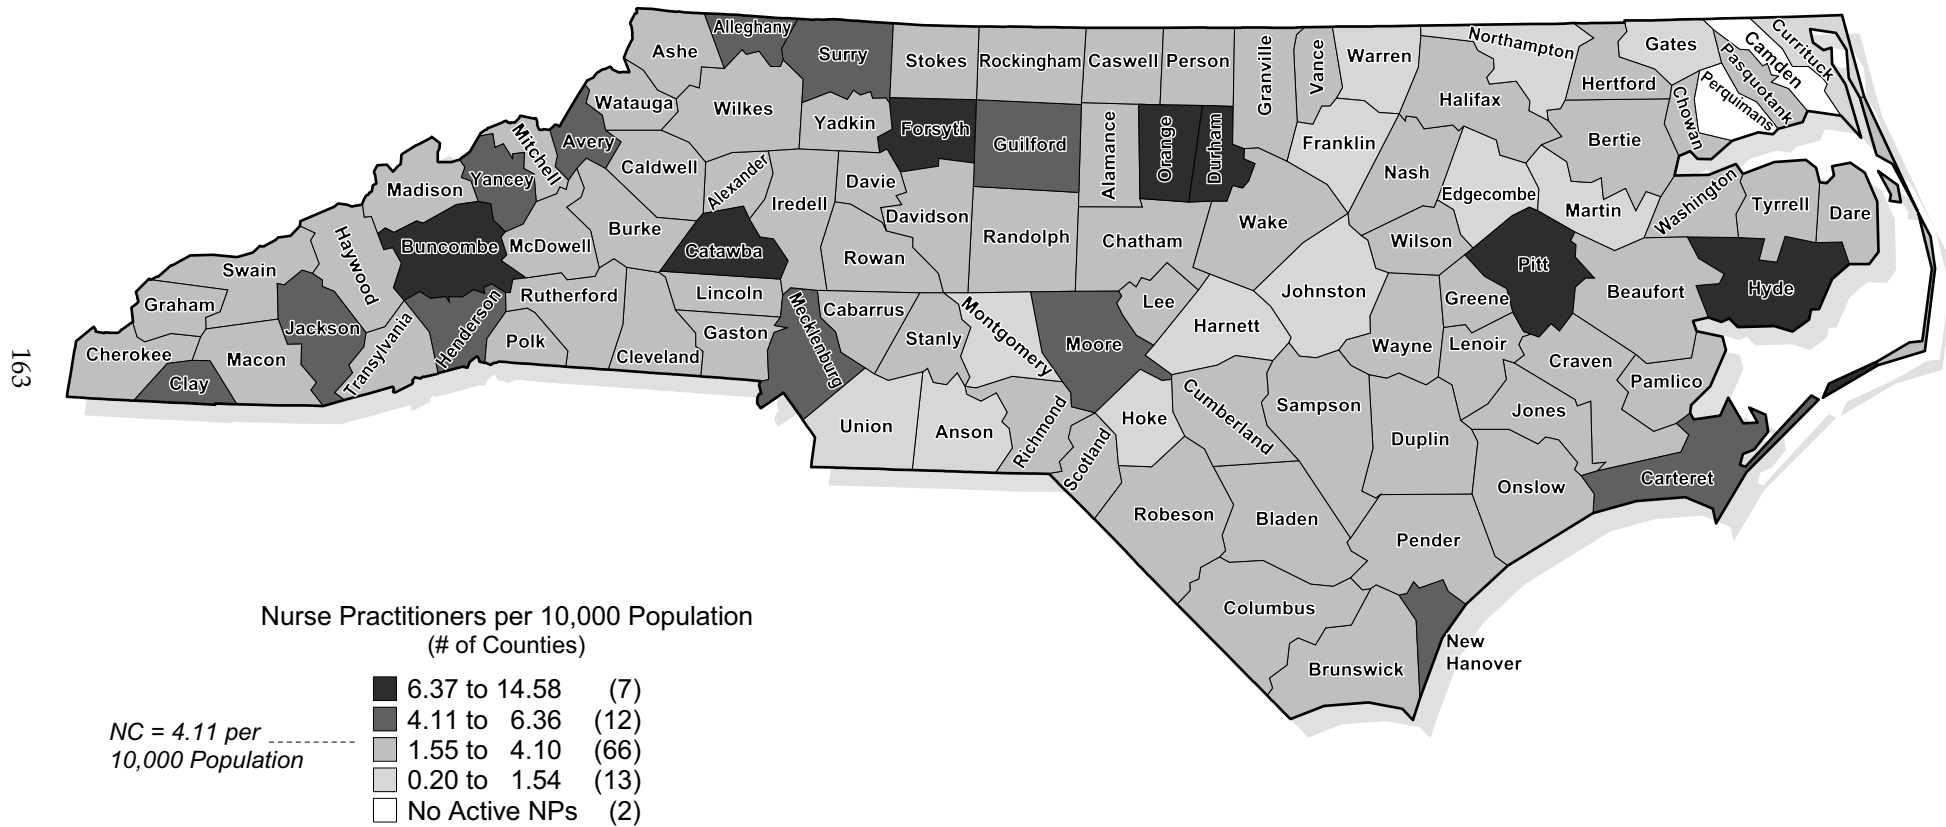 Alleghany
Ashe
Surry
Stokes
Rockingham
Caswell
Person
Granville
Vance
Warren
Northampton
Gates
Currituck
Camden
Pasquotank
Perquimans
Chowan
Hertford
Halifax
Bertie
Watauga
Wilkes
Yadkin
Forsyth
Guilford
Alamance
Orange
Durham
Franklin
Nash
Edgecombe
Martin
Washington
Tyrrell
Dare
Mitchell
Avery
Caldwell
Alexander
Iredell
Davie
Davidson
Randolph
Chatham
Wake
Wilson
Pitt
Beaufort
Hyde
Madison
Yancey
Buncombe
McDowell
Burke
Catawba
Rowan
Haywood
Swain
Graham
Jackson
Cherokee
Macon
Clay
Transylvania
Henderson
Rutherford
Polk
Cleveland
Lincoln
Gaston
Mecklenburg
Cabarrus
Stanly
Montgomery
Moore
Lee
Harnett
Johnston
Wayne
Greene
Lenoir
Craven
Pamlico
Jones
Union
Anson
Richmond
Scotland
Hoke
Cumberland
Sampson
Duplin
Onslow
Carteret
Robeson
Bladen
Pender
Columbus
Brunswick
New
Hanover
163
Nurse Practitioners per 10,000 Population
(# of Counties)
6.37 to 14.58 (7)
4.11 to 6.36 (12)
1.55 to 4.10 (66)
0.20 to 1.54 (13)
No Active NPs (2)
NC = 4.11 per
10,000 Population